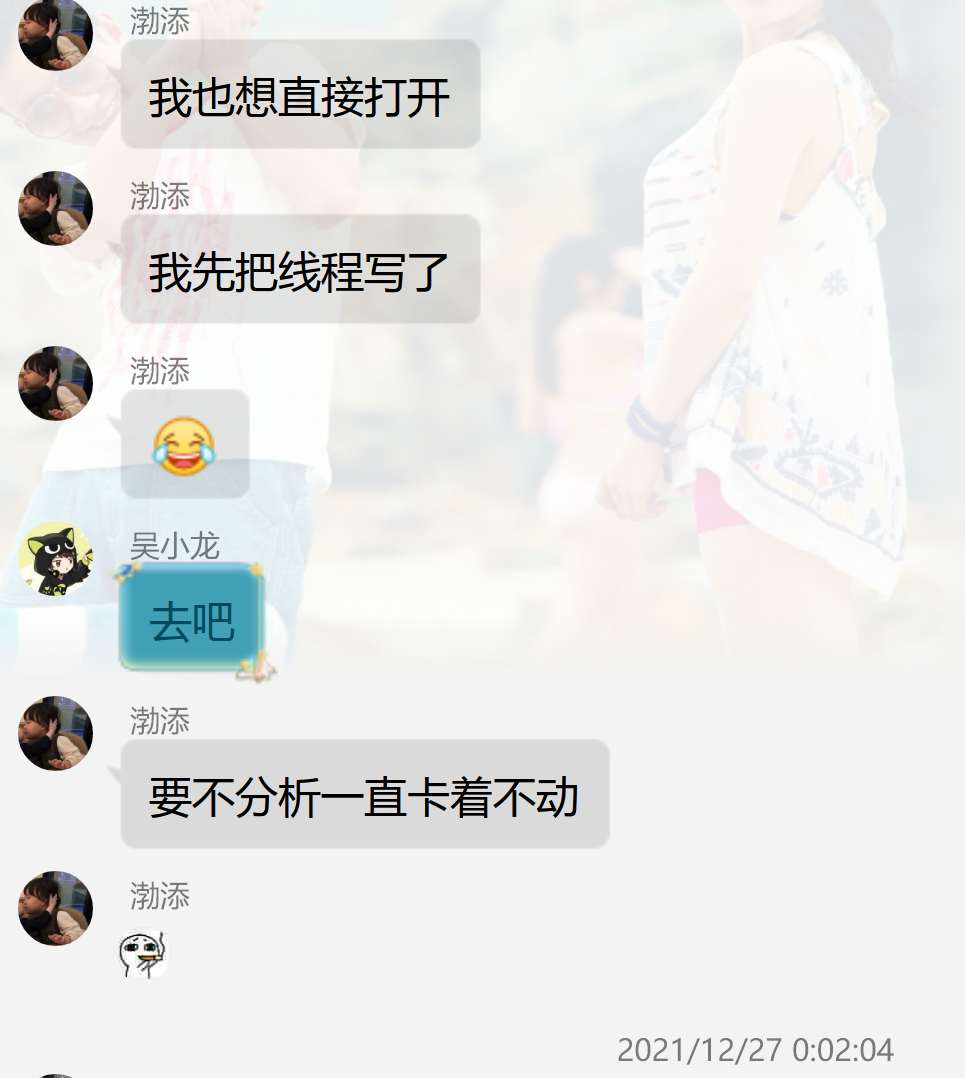 渤添
我也想直接打开
渤添
我先把线程写了
渤添
吴小龙
去吧
渤添
要不分析一直卡着不动
渤添
2021/12/27 0:02:04